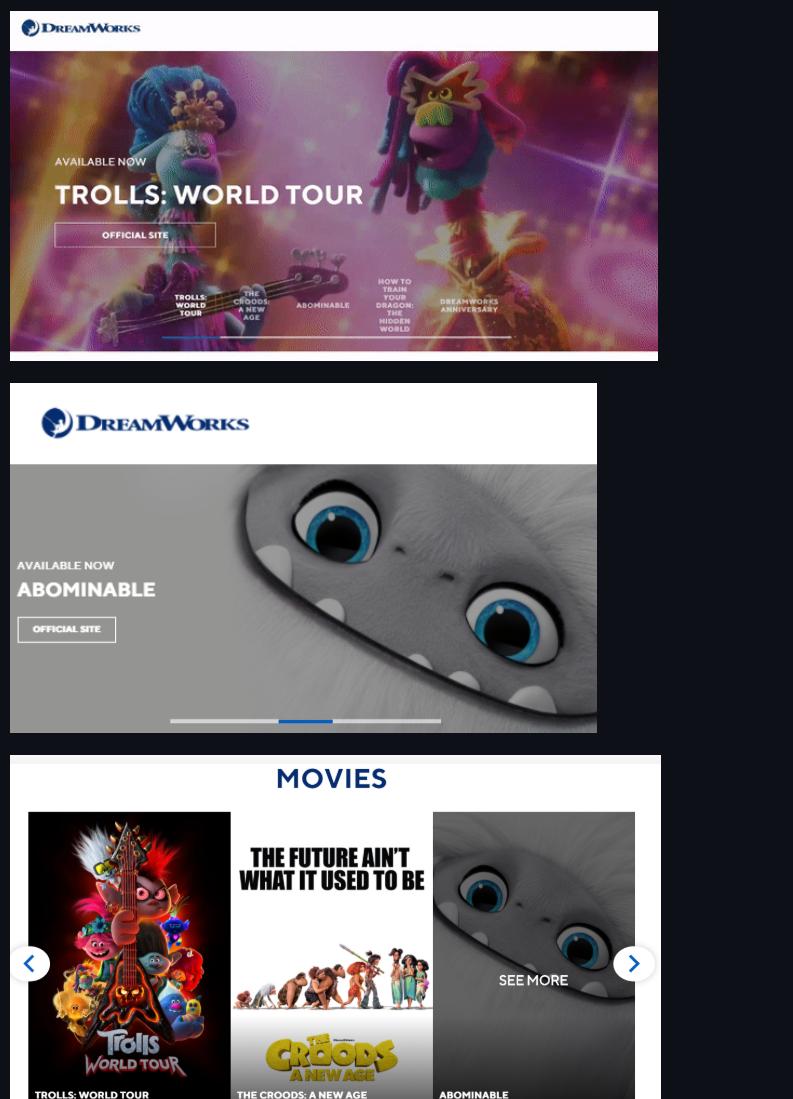 DREAMWORKS
AVAILABLE NOW
TROLLS: WORLD TOUR
OFFICIAL SITE
TROLLS:
WORLD
TOUR
THE
CROODS:
A NEW
AGE
ABOMINABLE
HOW TO
TRAIN
YOUR
DRAGON:
THE
HIDDEN
WORLD
DREAMWORKS
ANNIVERSARY
DREAMWORKS
AVAILABLE NOW
ABOMINABLE
OFFICIAL SITE
MOVIES
Trolls
WORLD TOUR
TROLLS: WORLD TOUR
THE FUTURE AIN'T
WHAT IT USED TO BE
THE
CROODS
A NEW AGE
THE CROODS: A NEW AGE
SEE MORE
ABOMINABLE